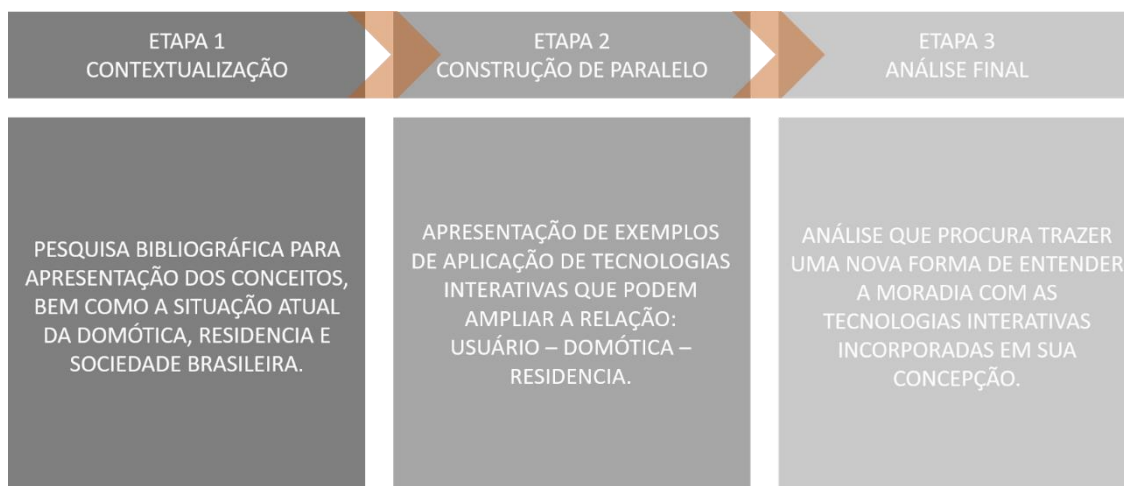 ETAPA 1
CONTEXTUALIZAÇÃO
ETAPA 2
CONSTRUÇÃO DE PARALELO
ETAPA 3
ANÁLISE FINAL
PESQUISA BIBLIOGRÁFICA PARA
APRESENTAÇÃO DOS CONCEITOS,
BEM COMO A SITUAÇÃO ATUAL
DA DOMÓTICA, RESIDENCIA E
SOCIEDADE BRASILEIRA.
APRESENTAÇÃO DE EXEMPLOS
DE APLICAÇÃO DE TECNOLOGIAS
INTERATIVAS QUE PODEM
AMPLIAR A RELAÇÃO:
USUÁRIO – DOMÓTICA –
RESIDENCIA.
ANÁLISE QUE PROCURA TRAZER
UMA NOVA FORMA DE ENTENDER
A MORADIA COM AS
TECNOLOGIAS INTERATIVAS
INCORPORADAS EM SUA
CONCEPÇÃO.